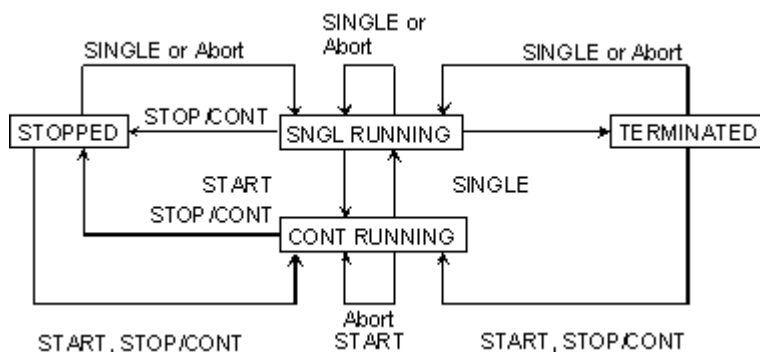 SINGLE or Abort
SINGLE or
Abort
SINGLE or Abort
STOPPED
STOP/CONT
SNGL RUNNING
TERMINATED
START
SINGLE
STOP/CONT
CONT RUNNING
Abort
START, STOP/CONT
START
START, STOP/CONT